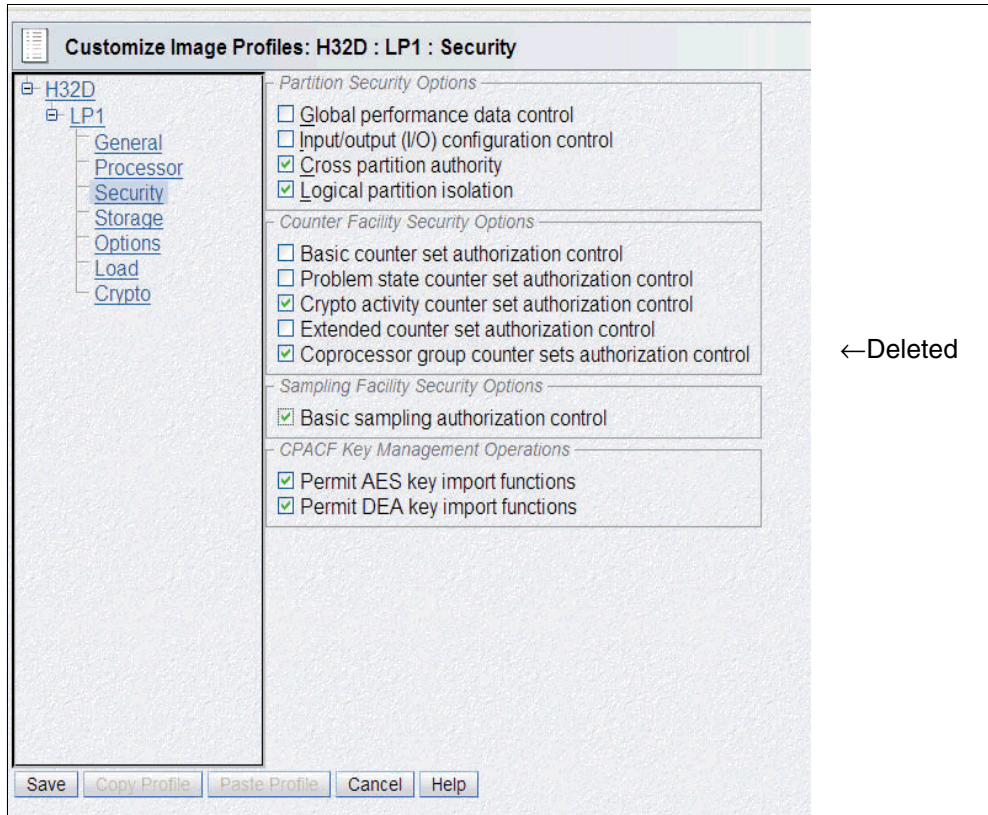 Customize Image Profiles: H32D : LP1 : Security
H32D
LP1
General
Processor
Security
Storage
Options
Load
Crypto
Partition Security Options
Global performance data control
Input/output (I/O) configuration control
Cross partition authority
Logical partition isolation
Counter Facility Security Options
Basic counter set authorization control
Problem state counter set authorization control
Crypto activity counter set authorization control
Extended counter set authorization control
Coprocessor group counter sets authorization control
←Deleted
Sampling Facility Security Options
Basic sampling authorization control
CPACF Key Management Operations
Permit AES key import functions
Permit DEA key import functions
Save Copy Profile Paste Profile Cancel Help